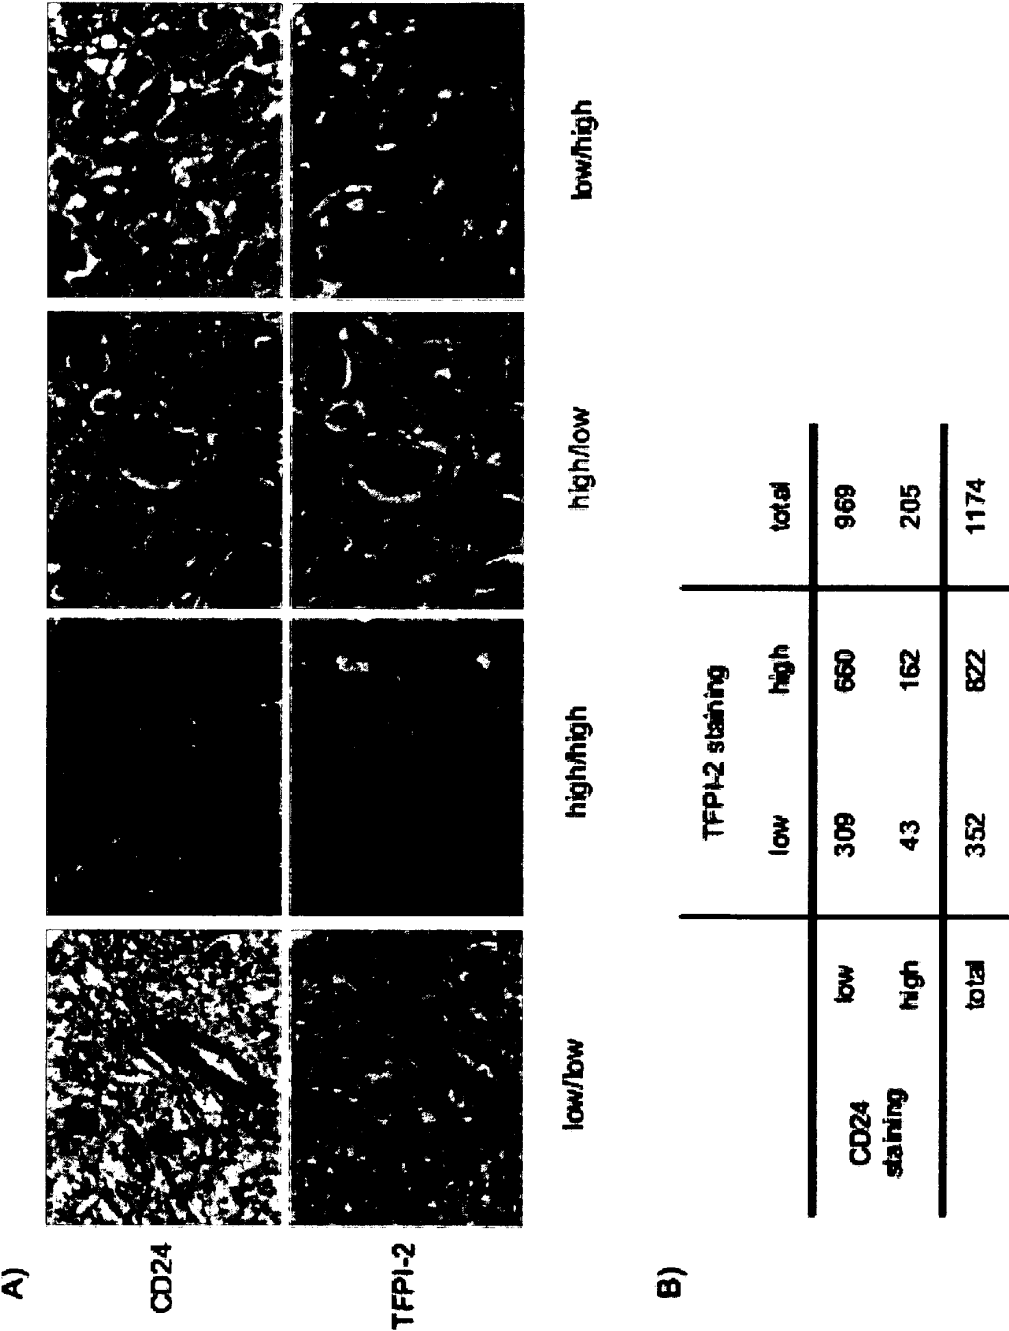 A)
CD24
TFPI-2
low/low high/high high/low low/high
B)
TFPI-2 staining
low high total
CD24 staining low 309 660 969
high 43 162 205
total 352 822 1174